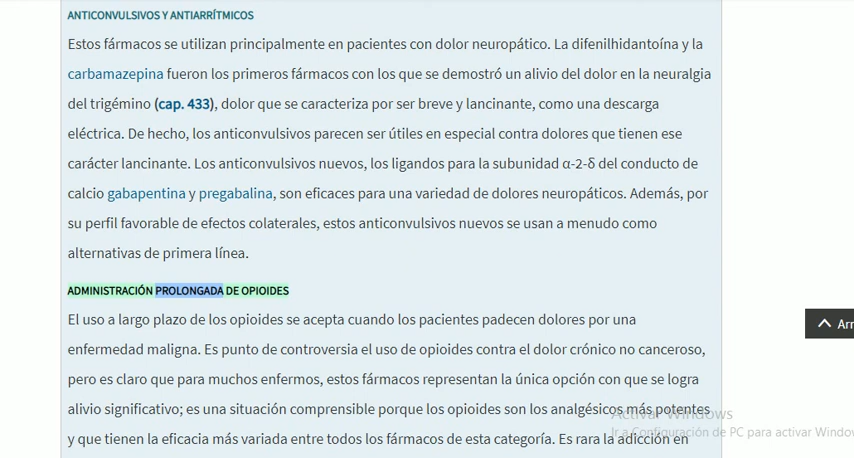 ANTICONVULSIVOS Y ANTIARRÍTMICOS
Estos fármacos se utilizan principalmente en pacientes con dolor neuropático. La difenilhidantoína y la
carbamazepina fueron los primeros fármacos con los que se demostró un alivio del dolor en la neuralgia
del trigémino (cap. 433), dolor que se caracteriza por ser breve y lancinante, como una descarga
eléctrica. De hecho, los anticonvulsivos parecen ser útiles en especial contra dolores que tienen ese
carácter lancinante. Los anticonvulsivos nuevos, los ligandos para la subunidad α-2-δ del conducto de
calcio gabapentina y pregabalina, son eficaces para una variedad de dolores neuropáticos. Además, por
su perfil favorable de efectos colaterales, estos anticonvulsivos nuevos se usan a menudo como
alternativas de primera línea.
ADMINISTRACIÓN PROLONGADA DE OPIOIDES
El uso a largo plazo de los opioides se acepta cuando los pacientes padecen dolores por una
Arr
enfermedad maligna. Es punto de controversia el uso de opioides contra el dolor crónico no canceroso,
pero es claro que para muchos enfermos, estos fármacos representan la única opción con que se logra
alivio significativo; es una situación comprensible porque los opioides son los analgésicos más potentes
Activar Windows
y que tienen la eficacia más variada entre todos los fármacos de esta categoría. Es rara la adicción en
Ir a Configuración de PC para activar Window